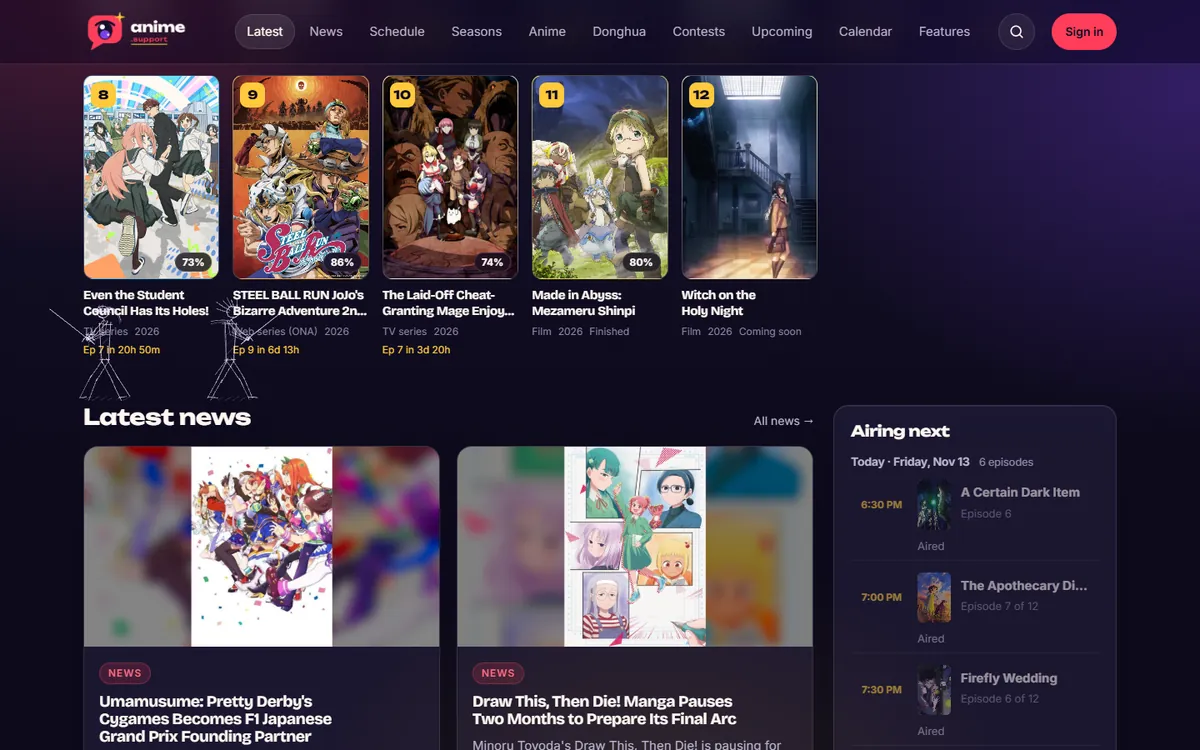 anime
.support
Latest
News
Schedule
Seasons
Anime
Donghua
Contests
Upcoming
Calendar
Features
Sign in
8
73%
Even the Student
Council Has Its Holes!
TV series 2026
Ep 7 in 20h 50m
9
STEEL
BALL RUN
86%
STEEL BALL RUN JoJo's
Bizarre Adventure 2n...
Web series (ONA) 2026
Ep 9 in 6d 13h
10
74%
The Laid-Off Cheat-
Granting Mage Enjoy...
TV series 2026
Ep 7 in 3d 20h
11
80%
Made in Abyss:
Mezameru Shinpi
Film 2026 Finished
12
Witch on the
Holy Night
Film 2026 Coming soon
Latest news
All news →
NEWS
Umamusume: Pretty Derby's
Cygames Becomes F1 Japanese
Grand Prix Founding Partner
NEWS
Draw This, Then Die! Manga Pauses
Two Months to Prepare Its Final Arc
Minoru Toyoda's Draw This, Then Die! is pausing for
Airing next
Today · Friday, Nov 13 6 episodes
6:30 PM
A Certain Dark Item
Episode 6
Aired
7:00 PM
The Apothecary Di...
Episode 7 of 12
Aired
7:30 PM
Firefly Wedding
Episode 6 of 12
Aired